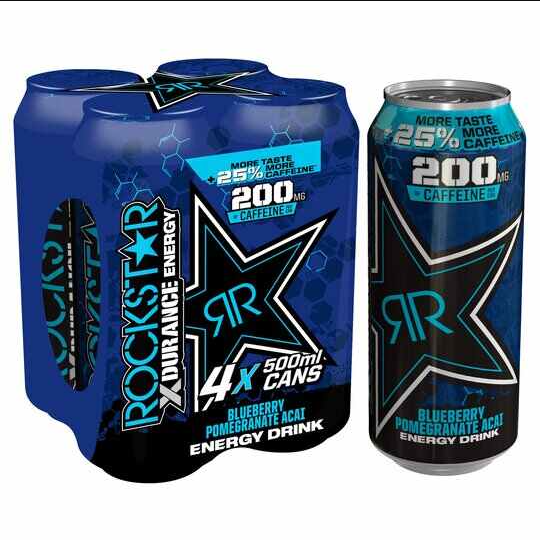 MORE TASTE
+25% MORE
CAFFEINE
200MG
CAFFEINE
ROCKSTAR
XDURANCE ENERGY
RR
4X 500ml
CANS
BLUEBERRY
POMEGRANATE ACAI
ENERGY DRINK
MORE TASTE
+25% MORE
CAFFEINE
200MG
CAFFEINE
RR
BLUEBERRY
POMEGRANATE ACAI
ENERGY DRINK